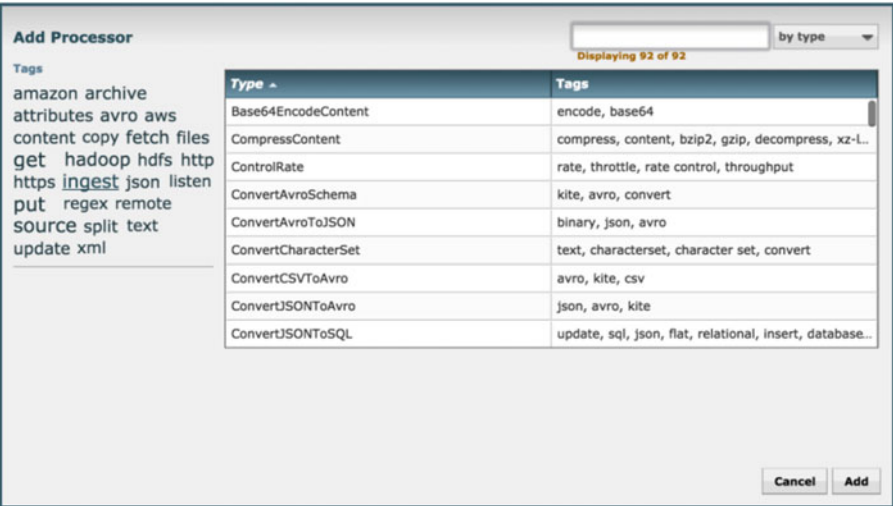 Add Processor
by type
Displaying 92 of 92
Tags
amazon archive
attributes avro aws
content copy fetch files
get hadoop hdfs http
https ingest json listen
put regex remote
source split text
update xml
Type Tags
Base64EncodeContent encode, base64
CompressContent compress, content, bzip2, gzip, decompress, xz-l...
ControlRate rate, throttle, rate control, throughput
ConvertAvroSchema kite, avro, convert
ConvertAvroToJSON binary, json, avro
ConvertCharacterSet text, characterset, character set, convert
ConvertCSVToAvro avro, kite, csv
ConvertJSONToAvro json, avro, kite
ConvertJSONToSQL update, sql, json, flat, relational, insert, database...
Cancel Add